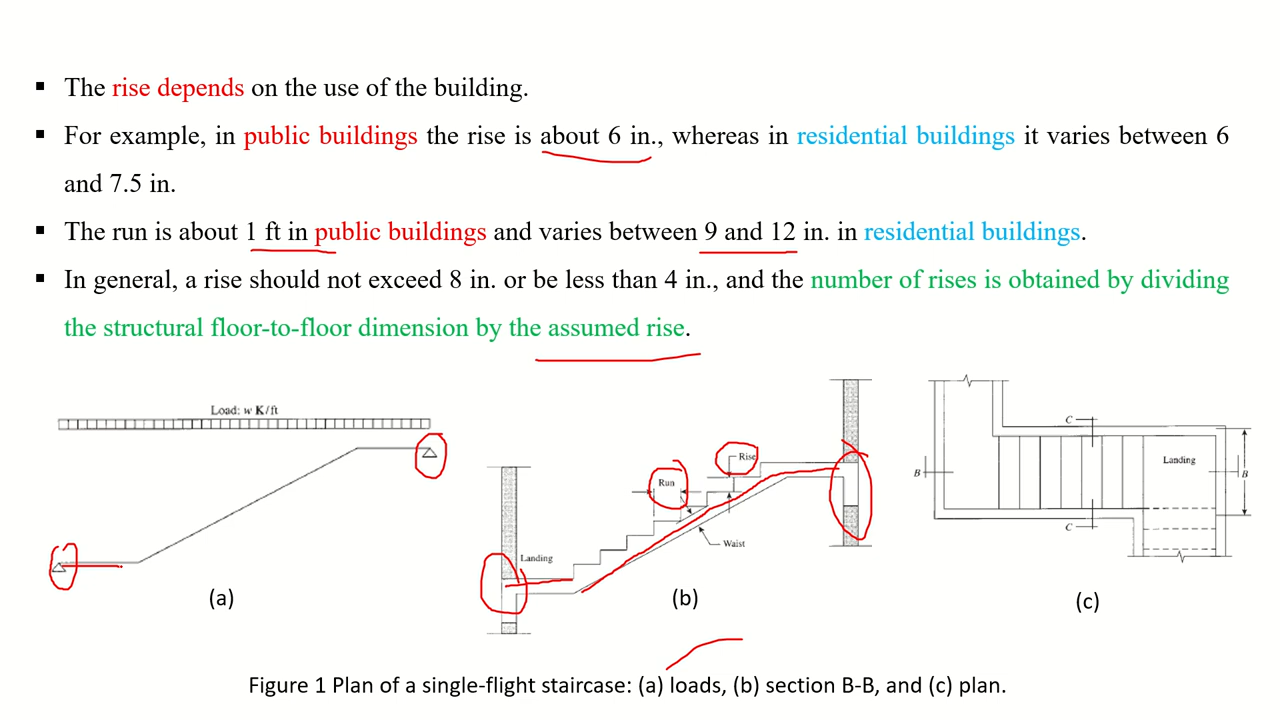 ▪ The rise depends on the use of the building.
▪ For example, in public buildings the rise is about 6 in., whereas in residential buildings it varies between 6
and 7.5 in.
▪ The run is about 1 ft in public buildings and varies between 9 and 12 in. in residential buildings.
▪ In general, a rise should not exceed 8 in. or be less than 4 in., and the number of rises is obtained by dividing
the structural floor-to-floor dimension by the assumed rise.
Load: w K/ft
Rise
Run
Waist
Landing
C
Landing
B
B
C
(a)
(b)
(c)
Figure 1 Plan of a single-flight staircase: (a) loads, (b) section B-B, and (c) plan.